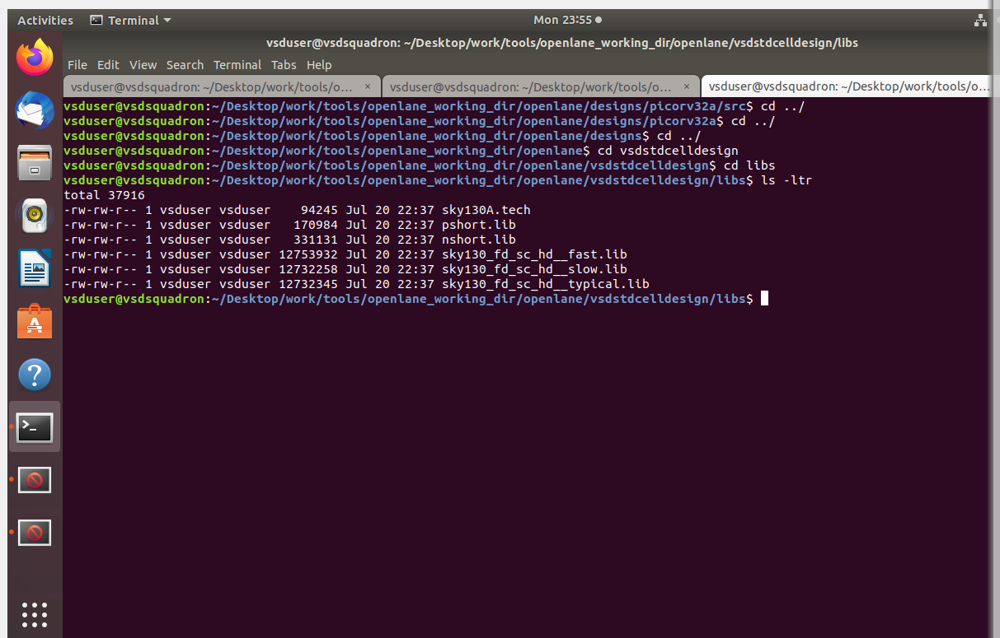 Activities Terminal Mon 23:55
vsduser@vsdsquadron: ~/Desktop/work/tools/openlane_working_dir/openlane/vsdstdcelldesign/libs
File Edit View Search Terminal Tabs Help
vsduser@vsdsquadron: ~/Desktop/work/tools/o... × vsduser@vsdsquadron: ~/Desktop/work/tools/o... × vsduser@vsdsquadron: ~/Desktop/work/tools/o...
vsduser@vsdsquadron:~/Desktop/work/tools/openlane_working_dir/openlane/designs/picorv32a/src$ cd ../
vsduser@vsdsquadron:~/Desktop/work/tools/openlane_working_dir/openlane/designs/picorv32a$ cd ../
vsduser@vsdsquadron:~/Desktop/work/tools/openlane_working_dir/openlane/designs$ cd ../
vsduser@vsdsquadron:~/Desktop/work/tools/openlane_working_dir/openlane$ cd vsdstdcelldesign
vsduser@vsdsquadron:~/Desktop/work/tools/openlane_working_dir/openlane/vsdstdcelldesign$ cd libs
vsduser@vsdsquadron:~/Desktop/work/tools/openlane_working_dir/openlane/vsdstdcelldesign/libs$ ls -ltr
total 37916
-rw-rw-r-- 1 vsduser vsduser    94245 Jul 20 22:37 sky130A.tech
-rw-rw-r-- 1 vsduser vsduser   170984 Jul 20 22:37 pshort.lib
-rw-rw-r-- 1 vsduser vsduser   331131 Jul 20 22:37 nshort.lib
-rw-rw-r-- 1 vsduser vsduser 12753932 Jul 20 22:37 sky130_fd_sc_hd__fast.lib
-rw-rw-r-- 1 vsduser vsduser 12732258 Jul 20 22:37 sky130_fd_sc_hd__slow.lib
-rw-rw-r-- 1 vsduser vsduser 12732345 Jul 20 22:37 sky130_fd_sc_hd__typical.lib
vsduser@vsdsquadron:~/Desktop/work/tools/openlane_working_dir/openlane/vsdstdcelldesign/libs$